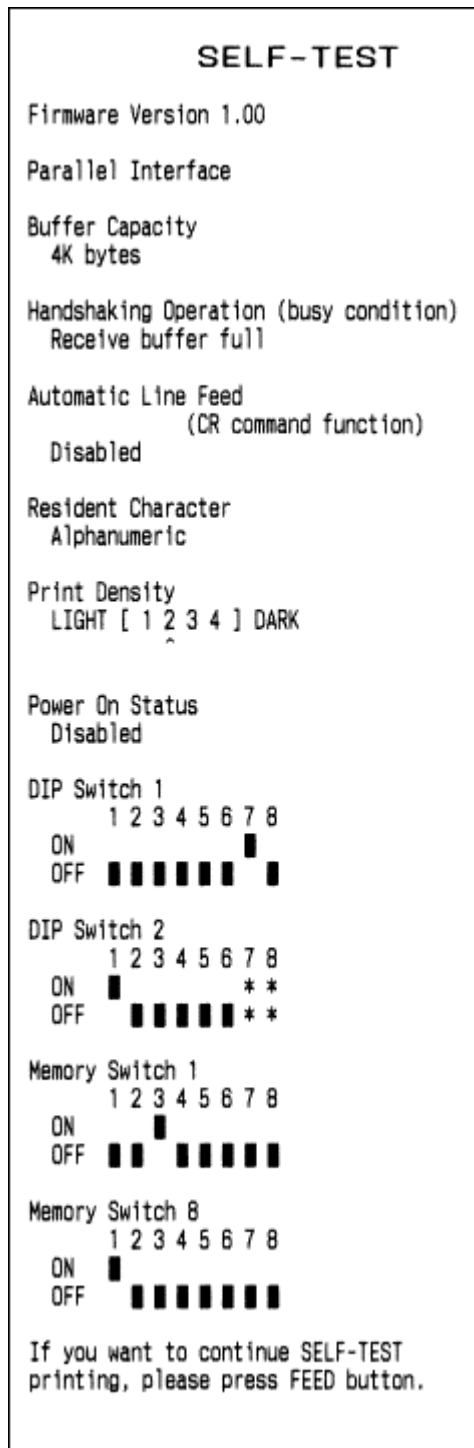 SELF-TEST
Firmware Version 1.00
Parallel Interface
Buffer Capacity
4K bytes
Handshaking Operation (busy condition)
Receive buffer full
Automatic Line Feed
(CR command function)
Disabled
Resident Character
Alphanumeric
Print Density
LIGHT [ 1 2 3 4 ] DARK
^
Power On Status
Disabled
DIP Switch 1
1 2 3 4 5 6 7 8
ON
OFF
DIP Switch 2
1 2 3 4 5 6 7 8
ON * *
OFF * *
Memory Switch 1
1 2 3 4 5 6 7 8
ON
OFF
Memory Switch 8
1 2 3 4 5 6 7 8
ON
OFF
If you want to continue SELF-TEST
printing, please press FEED button.